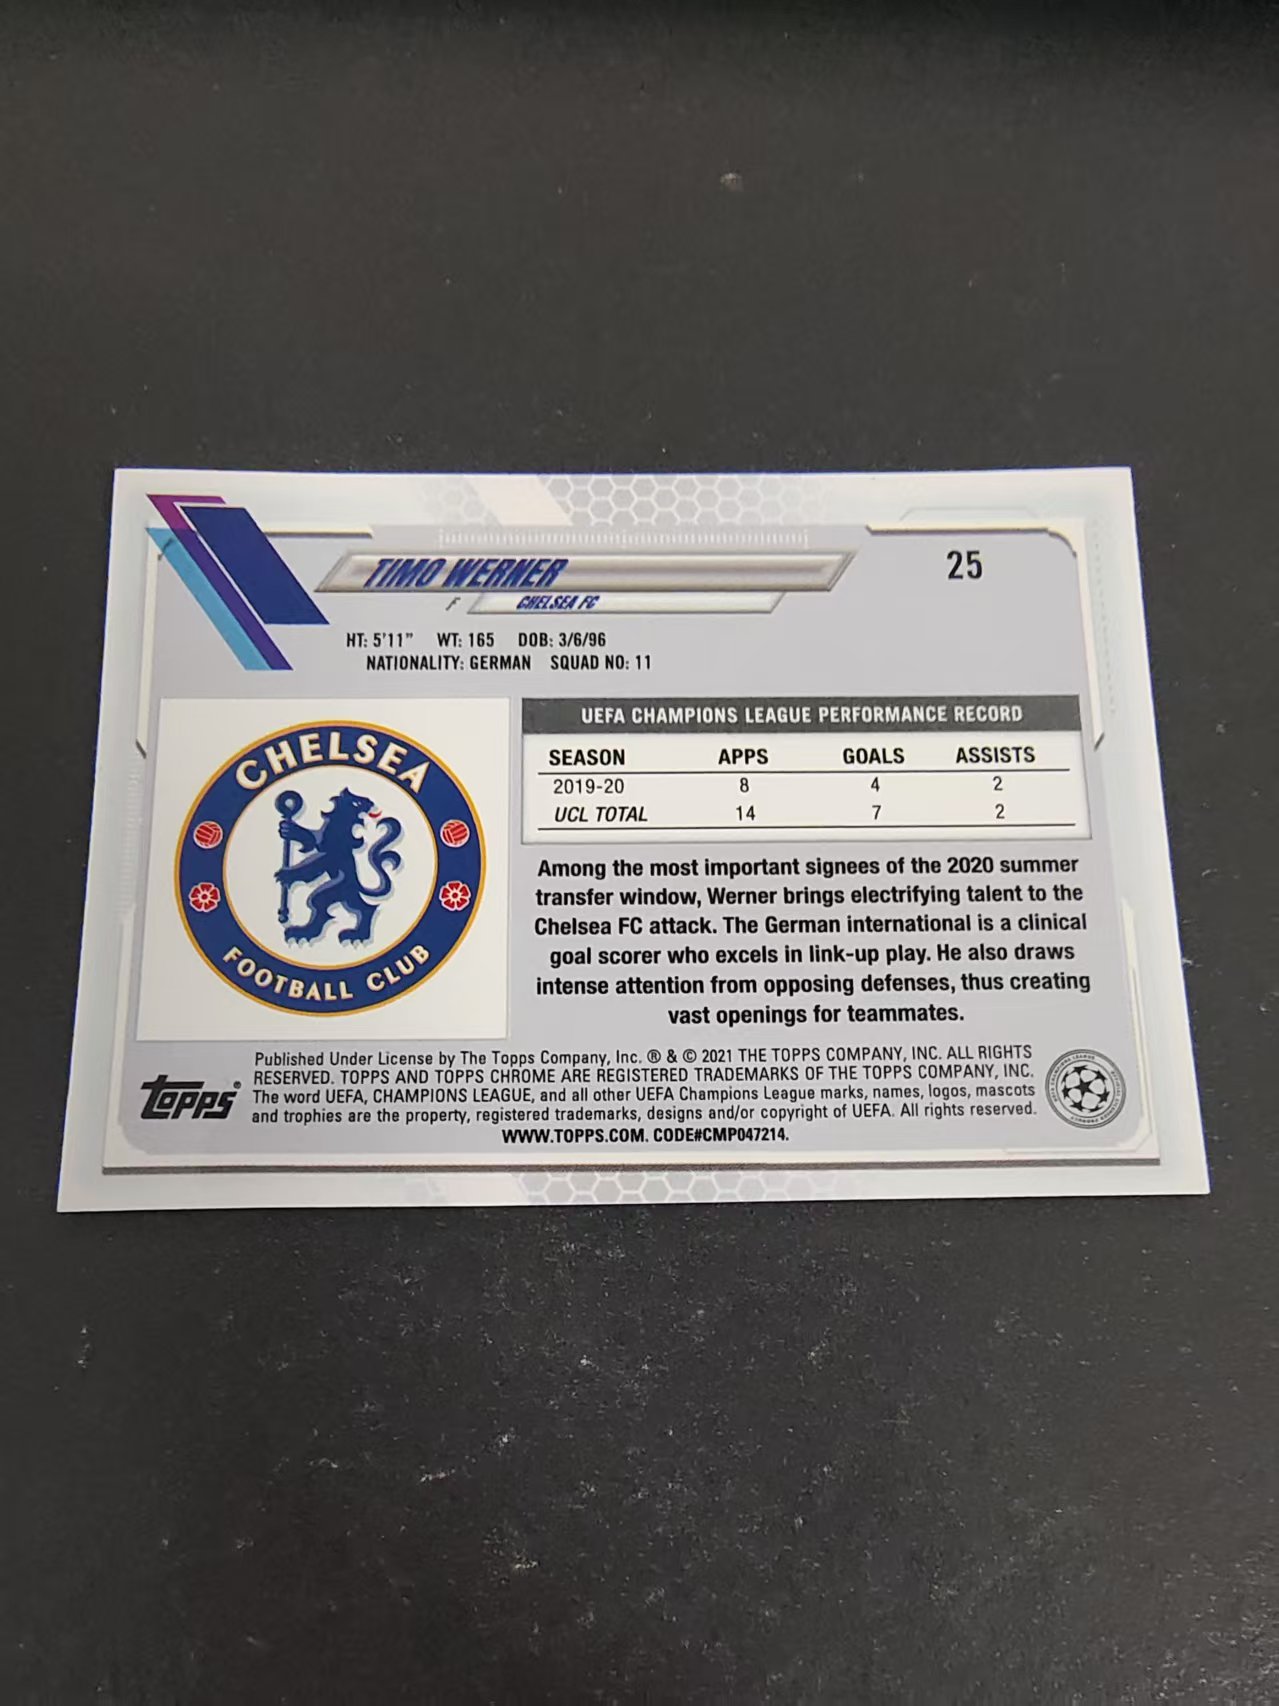 TIMO WERNER
25
F CHELSEA FC
HT: 5'11" WT: 165 DOB: 3/6/96
NATIONALITY: GERMAN SQUAD NO: 11
CHELSEA
FOOTBALL CLUB
UEFA CHAMPIONS LEAGUE PERFORMANCE RECORD
SEASON APPS GOALS ASSISTS
2019-20 8 4 2
UCL TOTAL 14 7 2
Among the most important signees of the 2020 summer
transfer window, Werner brings electrifying talent to the
Chelsea FC attack. The German international is a clinical
goal scorer who excels in link-up play. He also draws
intense attention from opposing defenses, thus creating
vast openings for teammates.
Topps®
Published Under License by The Topps Company, Inc. ® & © 2021 THE TOPPS COMPANY, INC. ALL RIGHTS
RESERVED. TOPPS AND TOPPS CHROME ARE REGISTERED TRADEMARKS OF THE TOPPS COMPANY, INC.
The word UEFA, CHAMPIONS LEAGUE, and all other UEFA Champions League marks, names, logos, mascots
and trophies are the property, registered trademarks, designs and/or copyright of UEFA. All rights reserved.
WWW.TOPPS.COM. CODE#CMP047214.